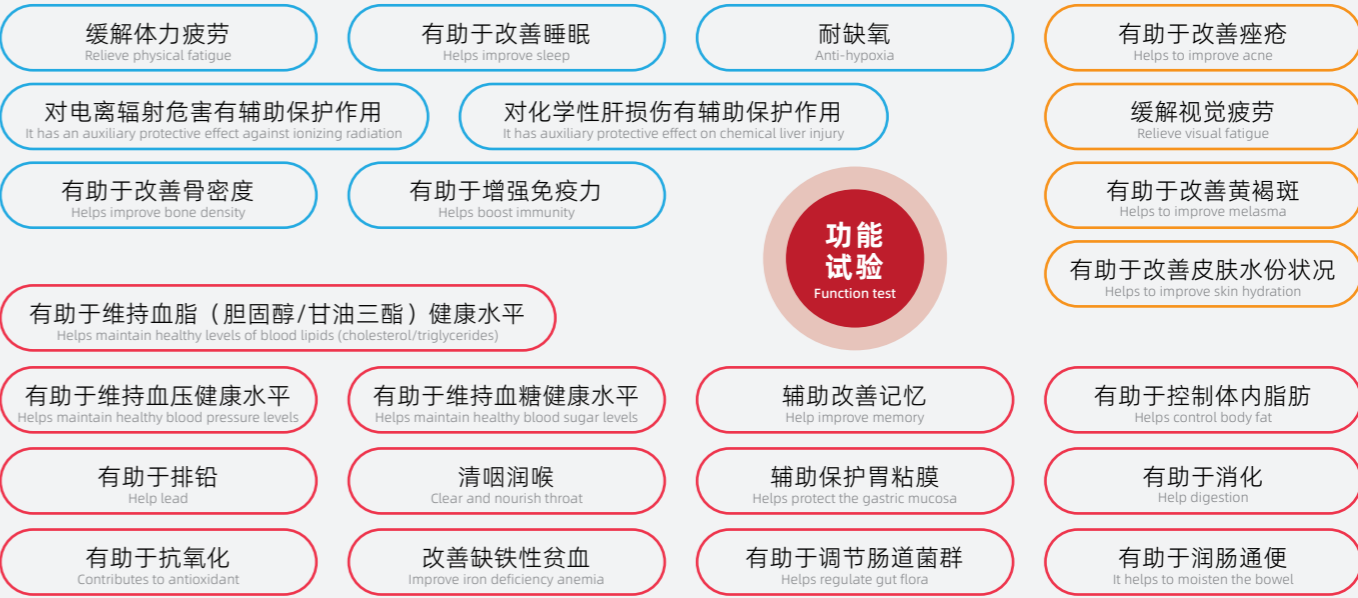 缓解体力疲劳
Relieve physical fatigue
有助于改善睡眠
Helps improve sleep
耐缺氧
Anti-hypoxia
有助于改善痤疮
Helps to improve acne
对电离辐射危害有辅助保护作用
It has an auxiliary protective effect against ionizing radiation
对化学性肝损伤有辅助保护作用
It has auxiliary protective effect on chemical liver injury
缓解视觉疲劳
Relieve visual fatigue
有助于改善骨密度
Helps improve bone density
有助于增强免疫力
Helps boost immunity
有助于改善黄褐斑
Helps to improve melasma
功能
试验
Function test
有助于改善皮肤水份状况
Helps to improve skin hydration
有助于维持血脂（胆固醇/甘油三酯）健康水平
Helps maintain healthy levels of blood lipids (cholesterol/triglycerides)
有助于维持血压健康水平
Helps maintain healthy blood pressure levels
有助于维持血糖健康水平
Helps maintain healthy blood sugar levels
辅助改善记忆
Help improve memory
有助于控制体内脂肪
Helps control body fat
有助于排铅
Help lead
清咽润喉
Clear and nourish throat
辅助保护胃粘膜
Helps protect the gastric mucosa
有助于消化
Help digestion
有助于抗氧化
Contributes to antioxidant
改善缺铁性贫血
Improve iron deficiency anemia
有助于调节肠道菌群
Helps regulate gut flora
有助于润肠通便
It helps to moisten the bowel